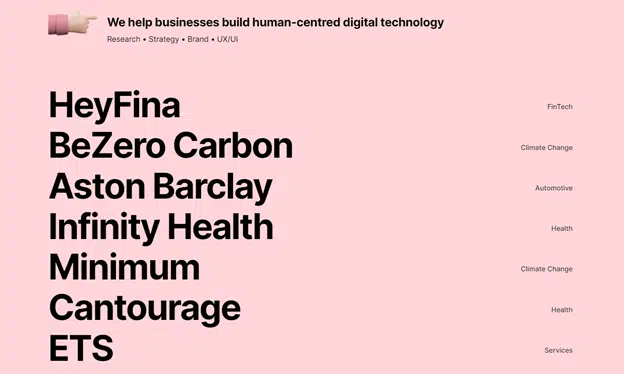 We help businesses build human-centred digital technology
Research • Strategy • Brand • UX/UI
HeyFina
FinTech
BeZero Carbon
Climate Change
Aston Barclay
Automotive
Infinity Health
Health
Minimum
Climate Change
Cantourage
Health
ETS
Services